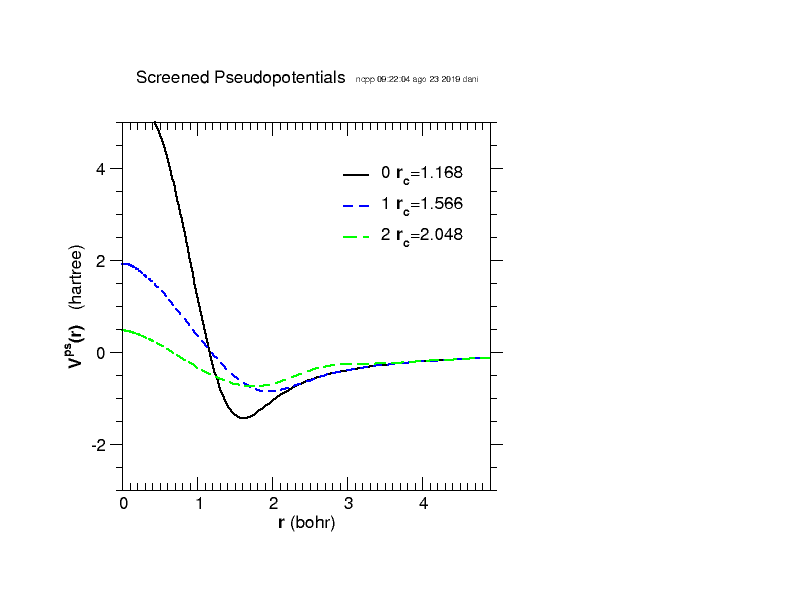 Screened Pseudopotentials ncpp 09:22:04 ago 23 2019 dani
0 rc=1.168
1 rc=1.566
2 rc=2.048
4
2
0
-2
Vps(r) (hartree)
0 1 2 3 4
r (bohr)